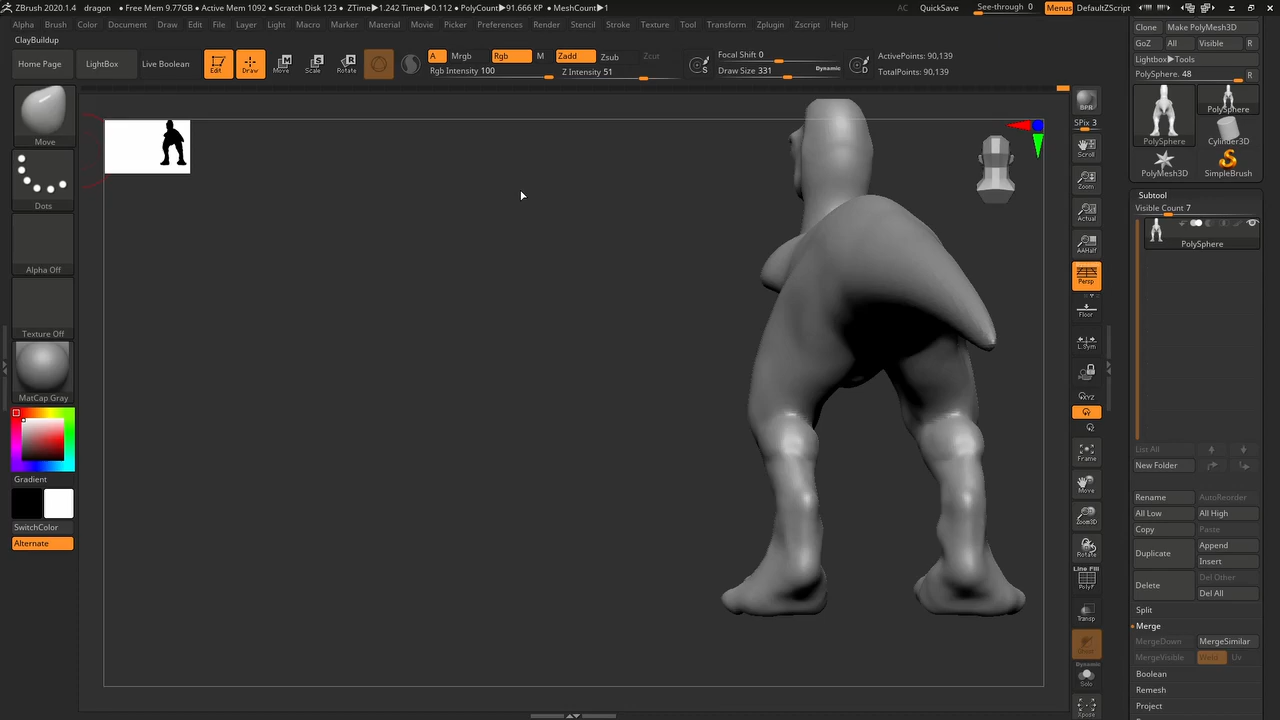 ZBrush 2020.1.4 dragon • Free Mem 9.77GB • Active Mem 1092 • Scratch Disk 123 • ZTime▶1.242 Timer▶0.112 • PolyCount▶91.666 KP • MeshCount▶1 AC QuickSave See-through 0 Menus DefaultZScript
Alpha Brush Color Document Draw Edit File Layer Light Macro Marker Material Movie Picker Preferences Render Stencil Stroke Texture Tool Transform Zplugin Zscript Help
ClayBuildup
Home Page LightBox Live Boolean Edit Draw Move Scale Rotate
A Mrgb Rgb M Zadd Zsub Zcut
Rgb Intensity 100 Z Intensity 51
S Focal Shift 0
Draw Size 331 Dynamic D
ActivePoints: 90,139
TotalPoints: 90,139
Move
Dots
Alpha Off
Texture Off
MatCap Gray
Gradient
SwitchColor
Alternate
BPR
SPix 3
Scroll
Zoom
Actual
AAHalf
Dynamic
Persp
Floor
L.Sym
XYZ
Y
Z
Frame
Move
Zoom3D
Rotate
Line Fill
PolyF
Transp
Ghost
Dynamic
Solo
Xpose
Clone Make PolyMesh3D
GoZ All Visible R
Lightbox▶Tools
PolySphere. 48 R
PolySphere PolySphere
Cylinder3D
PolyMesh3D SimpleBrush
Subtool
Visible Count 7
PolySphere
List All
New Folder
Rename AutoReorder
All Low All High
Copy Paste
Duplicate Append
Insert
Delete Del Other
Del All
Split
Merge
MergeDown MergeSimilar
MergeVisible Weld Uv
Boolean
Remesh
Project